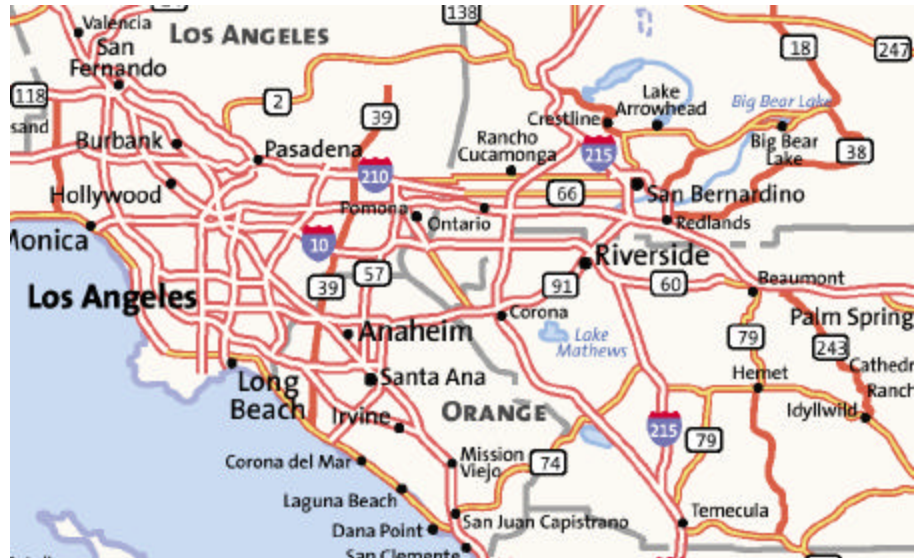 138
Valencia
18
247
LOS ANGELES
San
Fernando
118
2
39
Lake
Arrowhead
Big Bear Lake
sand
Crestline
Burbank
Pasadena
Rancho
Cucamonga
215
Big Bear
Lake
38
210
Hollywood
66
San Bernardino
Pomona
Ontario
Redlands
Monica
10
Riverside
57
39
91
60
Beaumont
Los Angeles
Corona
Palm Spring
Anaheim
Lake
Mathews
79
243
Cathedr
Long
Beach
Santa Ana
Hemet
Ranch
Irvine
ORANGE
Idyllwild
215
79
Corona del Mar
Mission
Viejo
74
Laguna Beach
Dana Point
San Juan Capistrano
Temecula
San Clemente